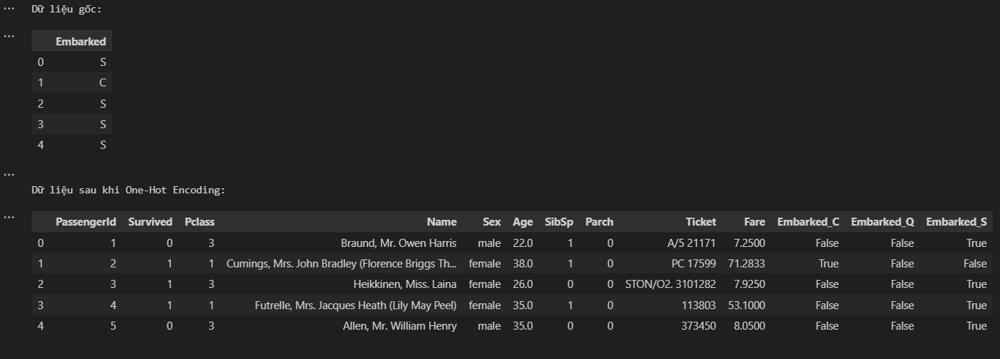 Dữ liệu gốc:
Embarked
0 S
1 C
2 S
3 S
4 S
Dữ liệu sau khi One-Hot Encoding:
PassengerId Survived Pclass Name Sex Age SibSp Parch Ticket Fare Embarked_C Embarked_Q Embarked_S
0 1 0 3 Braund, Mr. Owen Harris male 22.0 1 0 A/5 21171 7.2500 False False True
1 2 1 1 Cumings, Mrs. John Bradley (Florence Briggs Th... female 38.0 1 0 PC 17599 71.2833 True False False
2 3 1 3 Heikkinen, Miss. Laina female 26.0 0 0 STON/O2. 3101282 7.9250 False False True
3 4 1 1 Futrelle, Mrs. Jacques Heath (Lily May Peel) female 35.0 1 0 113803 53.1000 False False True
4 5 0 3 Allen, Mr. William Henry male 35.0 0 0 373450 8.0500 False False True